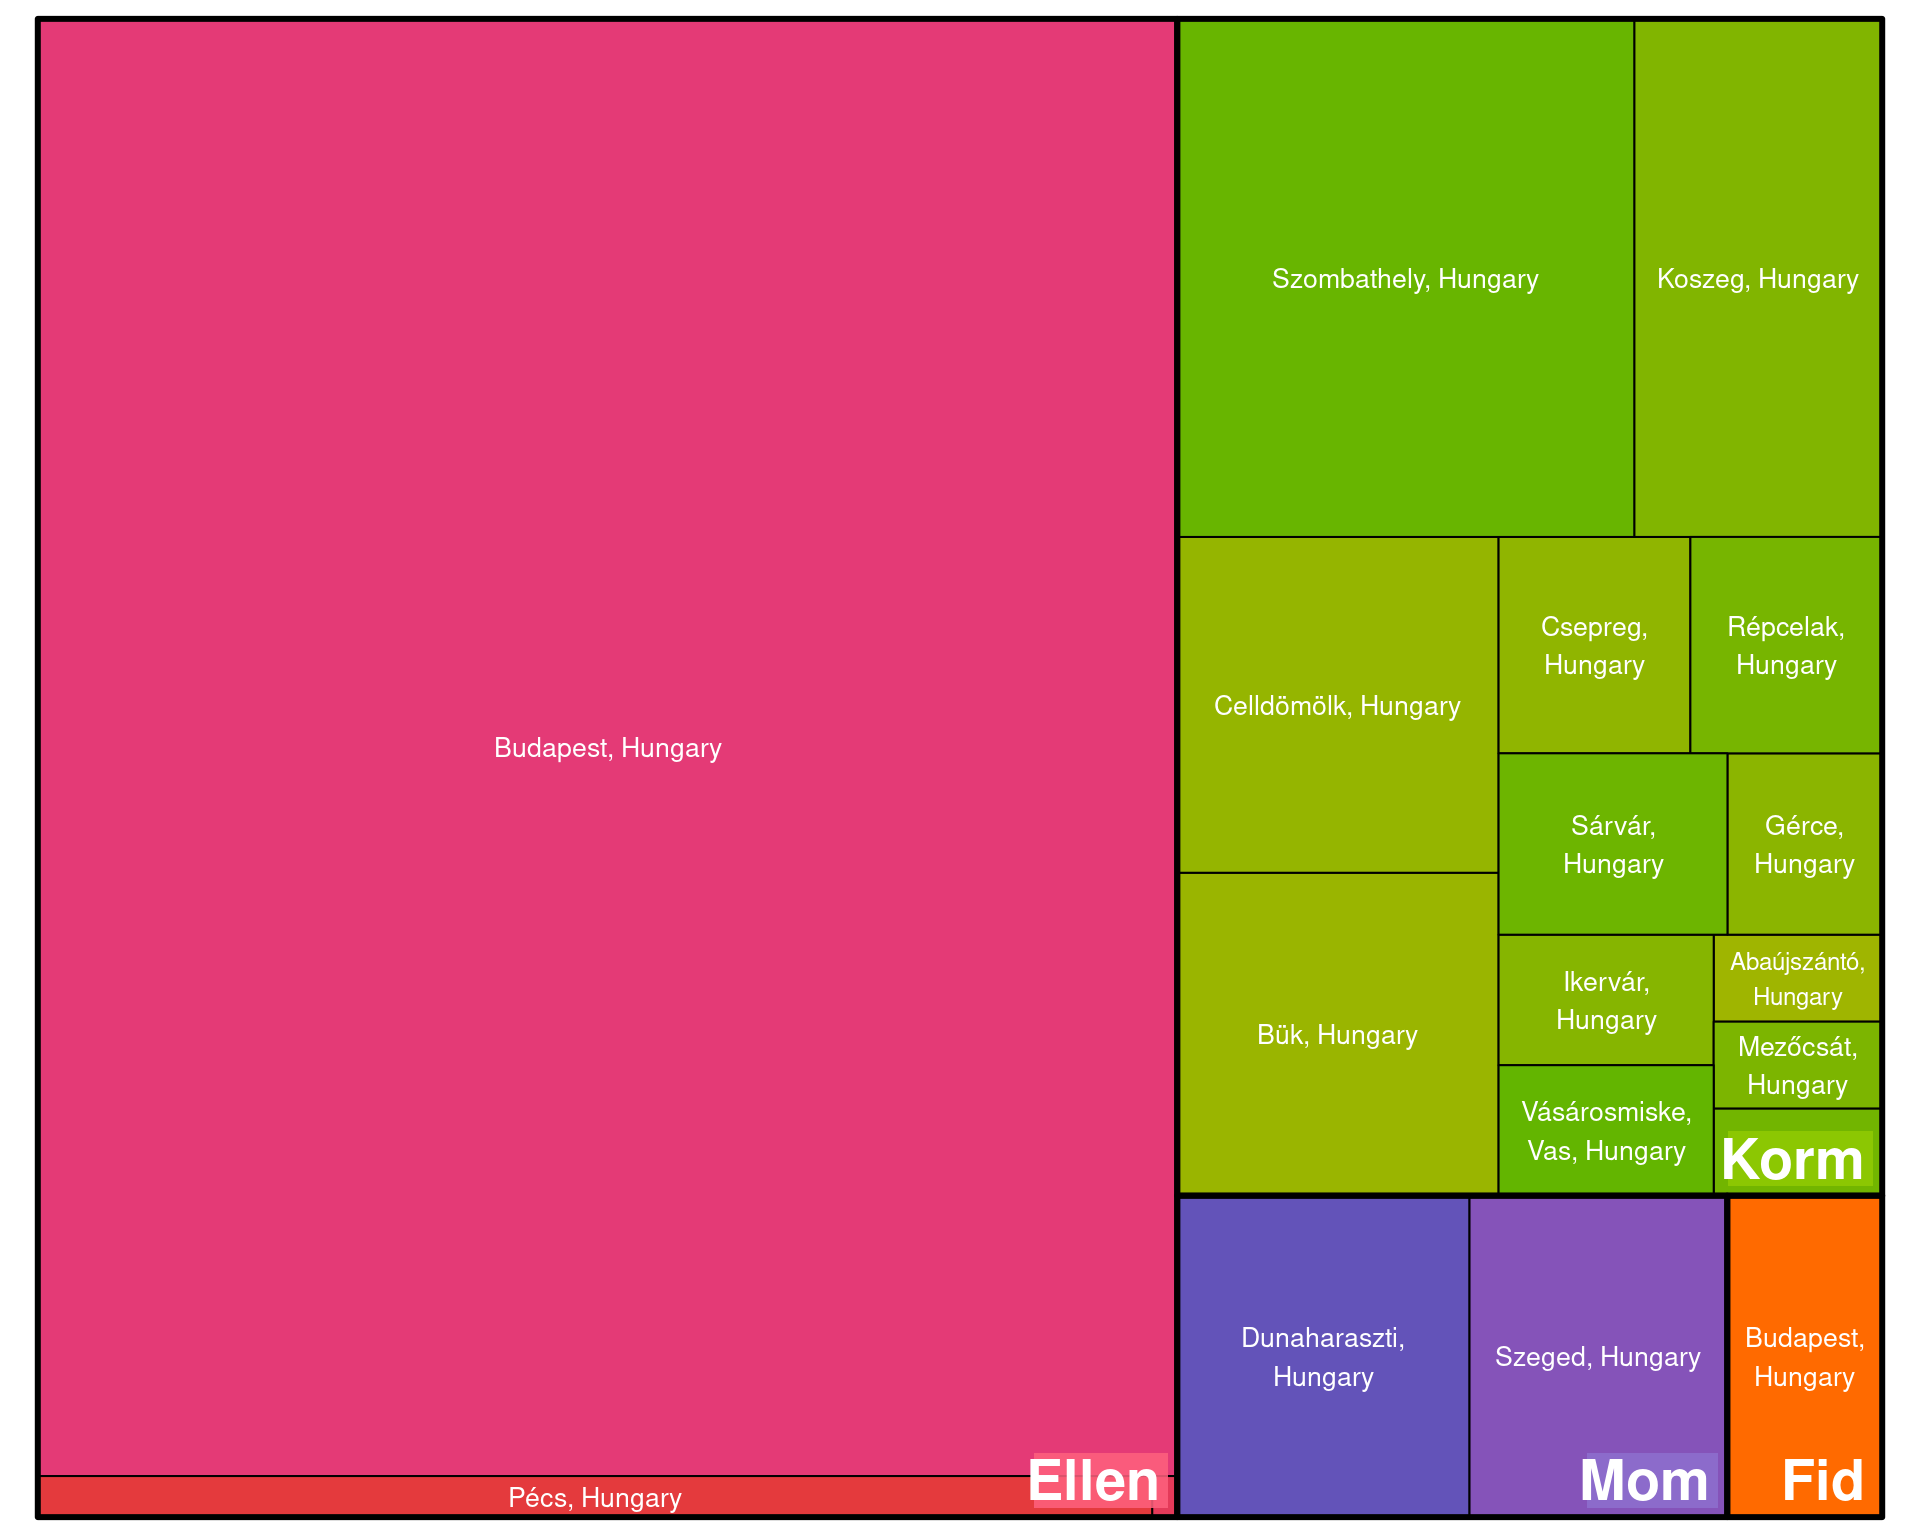 Budapest, Hungary
Pécs, Hungary
Ellen
Szombathely, Hungary
Koszeg, Hungary
Celldömölk, Hungary
Csepreg,
Hungary
Répcelak,
Hungary
Sárvár,
Hungary
Gérce,
Hungary
Bük, Hungary
Ikervár,
Hungary
Abaújszántó,
Hungary
Mezőcsát,
Hungary
Vásárosmiske,
Vas, Hungary
Korm
Dunaharaszti,
Hungary
Szeged, Hungary
Mom
Budapest,
Hungary
Fid